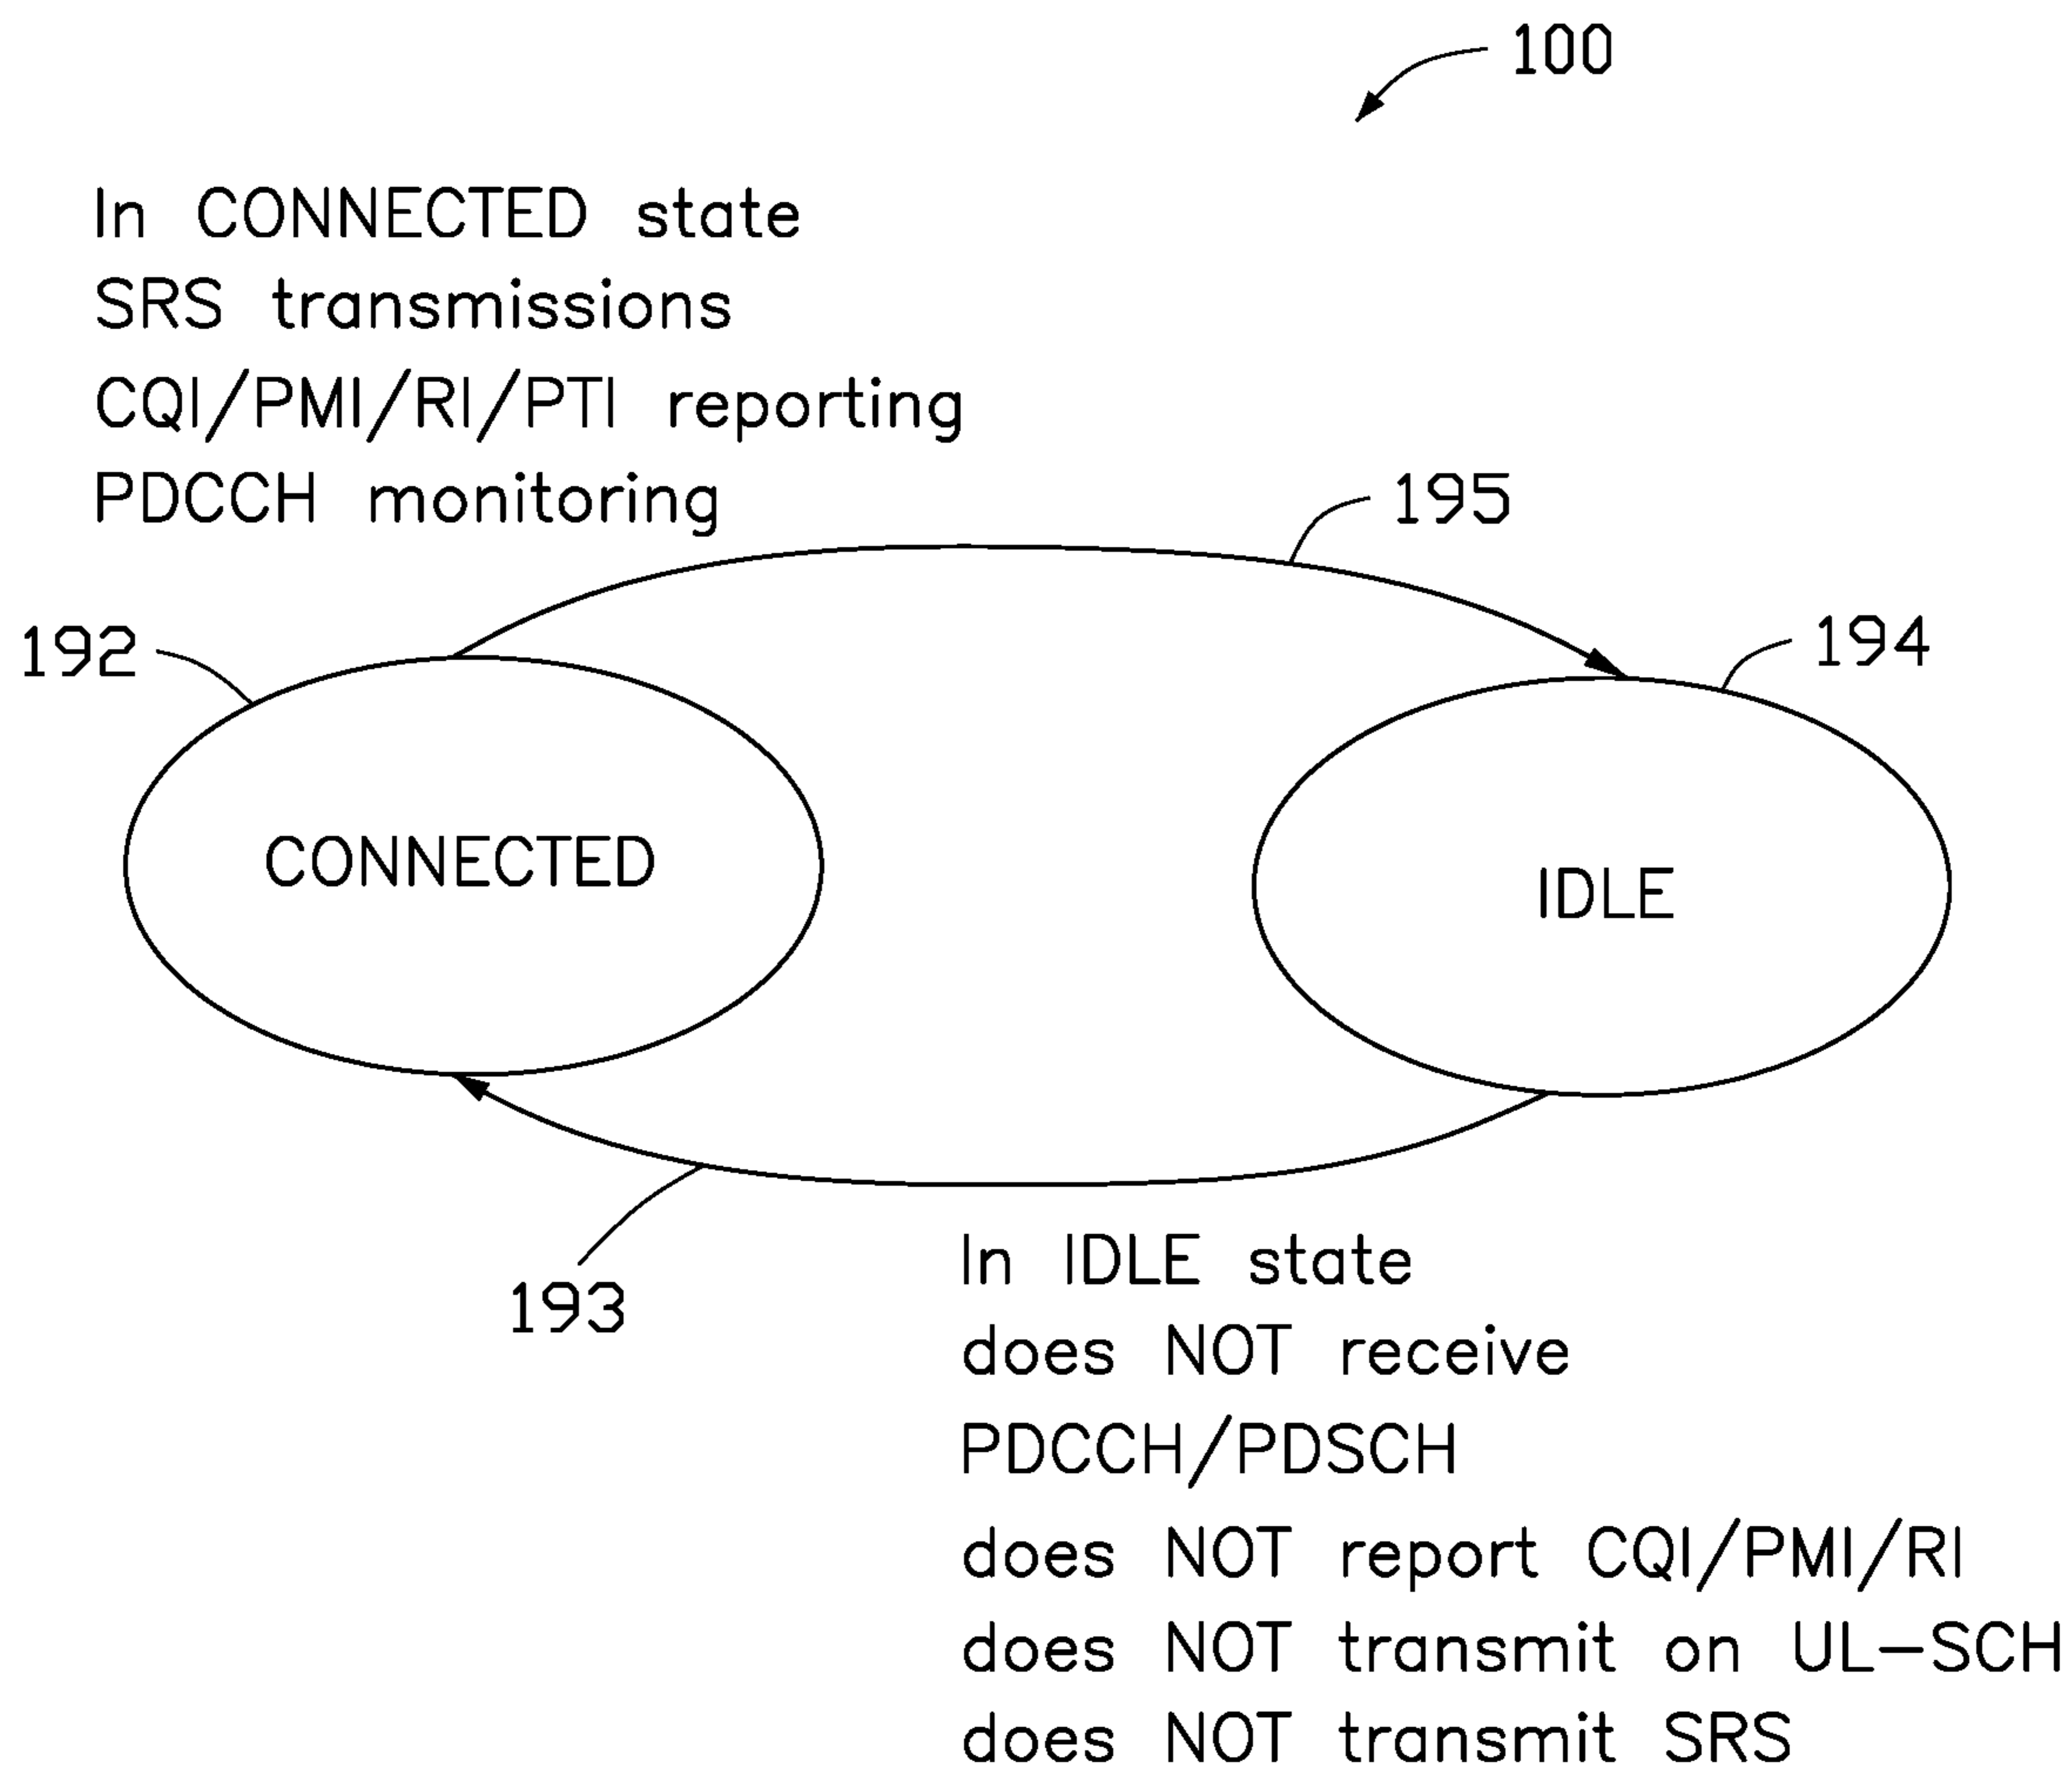 100
In CONNECTED state
SRS transmissions
CQI/PMI/RI/PTI reporting
PDCCH monitoring
195
192
194
CONNECTED
IDLE
193
In IDLE state
does NOT receive
PDCCH/PDSCH
does NOT report CQI/PMI/RI
does NOT transmit on UL-SCH
does NOT transmit SRS